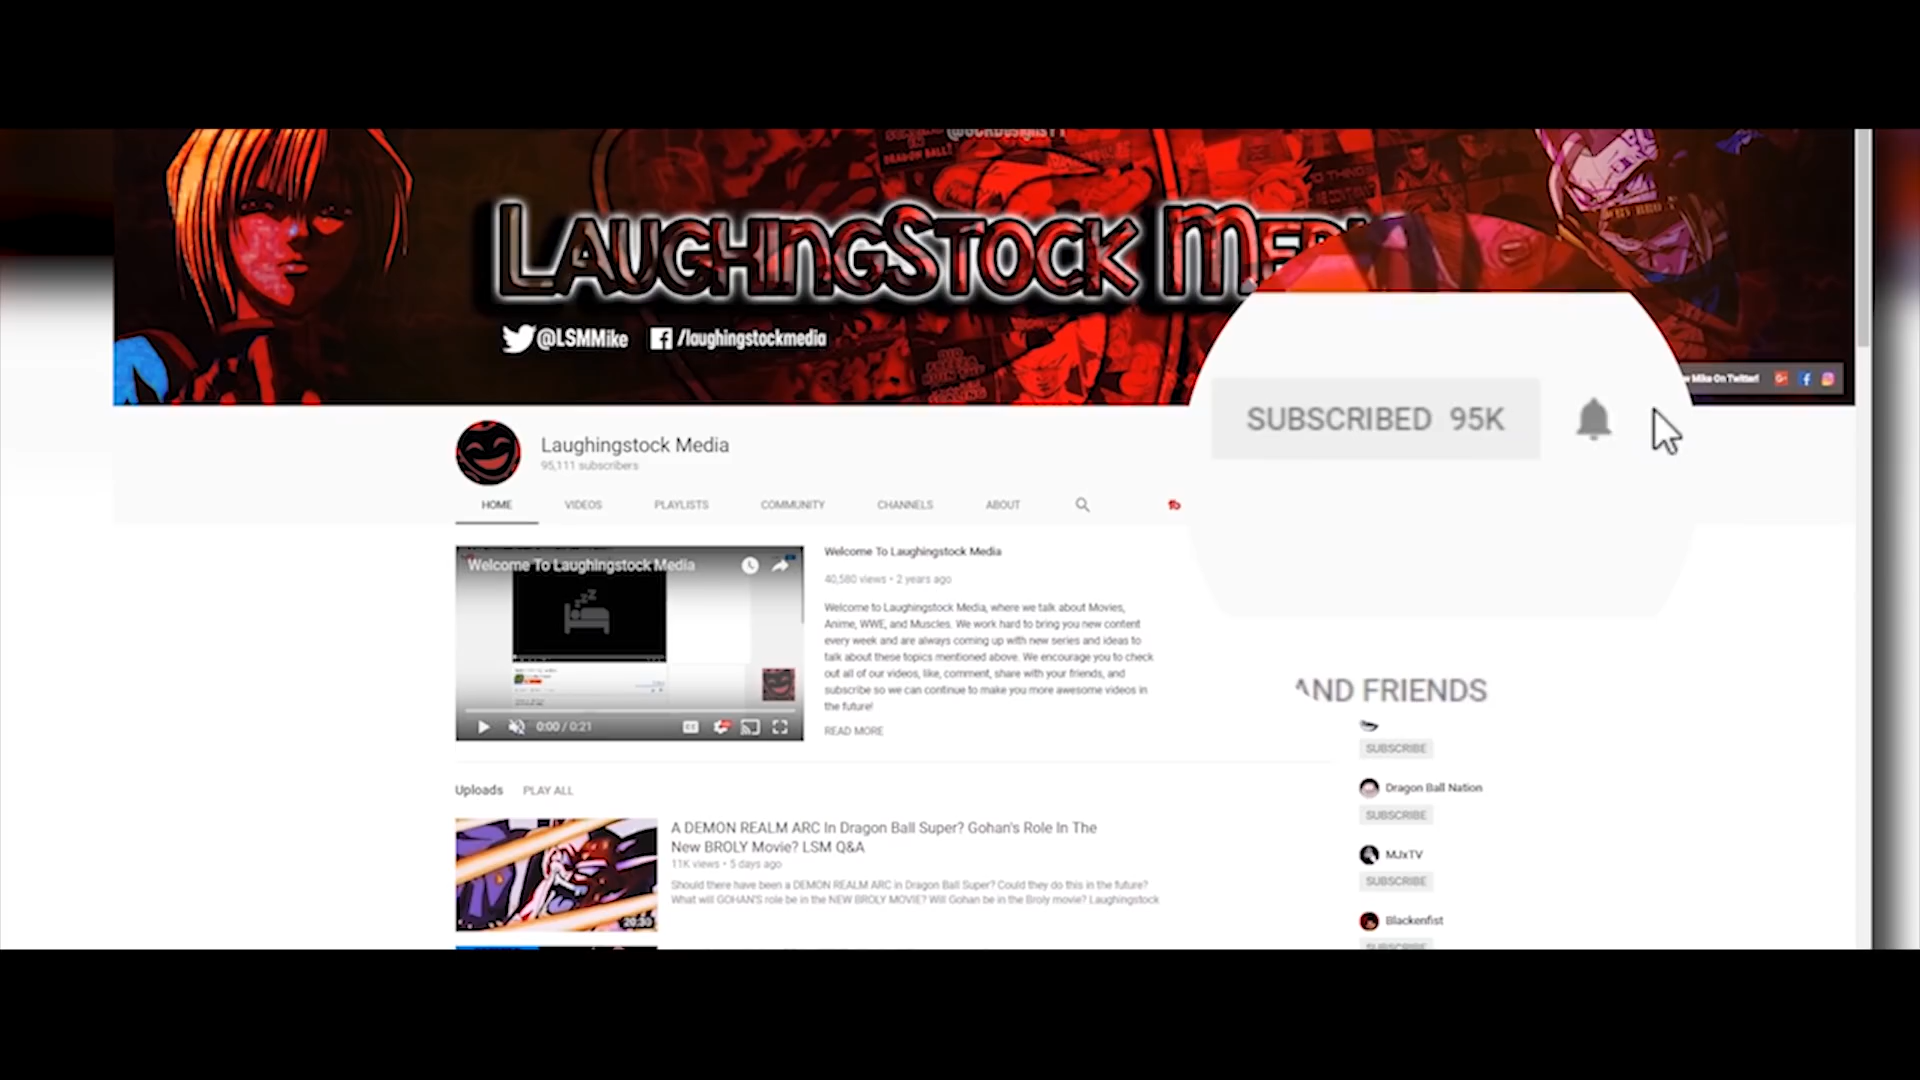 @GCRDesignsYT
LAUGHINGSTOCK MEDI
@LSMMike
/laughingstockmedia
w Mike On Twitter!
SUBSCRIBED 95K
Laughingstock Media
95,111 subscribers
HOME
VIDEOS
PLAYLISTS
COMMUNITY
CHANNELS
ABOUT
Welcome To Laughingstock Media
0:00 / 0:21
Welcome To Laughingstock Media
40,580 views • 2 years ago
Welcome to Laughingstock Media, where we talk about Movies,
Anime, WWE, and Muscles. We work hard to bring you new content
every week and are always coming up with new series and ideas to
talk about these topics mentioned above. We encourage you to check
out all of our videos, like, comment, share with your friends, and
subscribe so we can continue to make you more awesome videos in
the future!
READ MORE
AND FRIENDS
SUBSCRIBE
Dragon Ball Nation
SUBSCRIBE
MJxTV
SUBSCRIBE
Blackenfist
SUBSCRIBE
Uploads PLAY ALL
A DEMON REALM ARC In Dragon Ball Super? Gohan's Role In The
New BROLY Movie? LSM Q&A
11K views • 5 days ago
Should there have been a DEMON REALM ARC in Dragon Ball Super? Could they do this in the future?
What will GOHAN'S role be in the NEW BROLY MOVIE? Will Gohan be in the Broly movie? Laughingstock